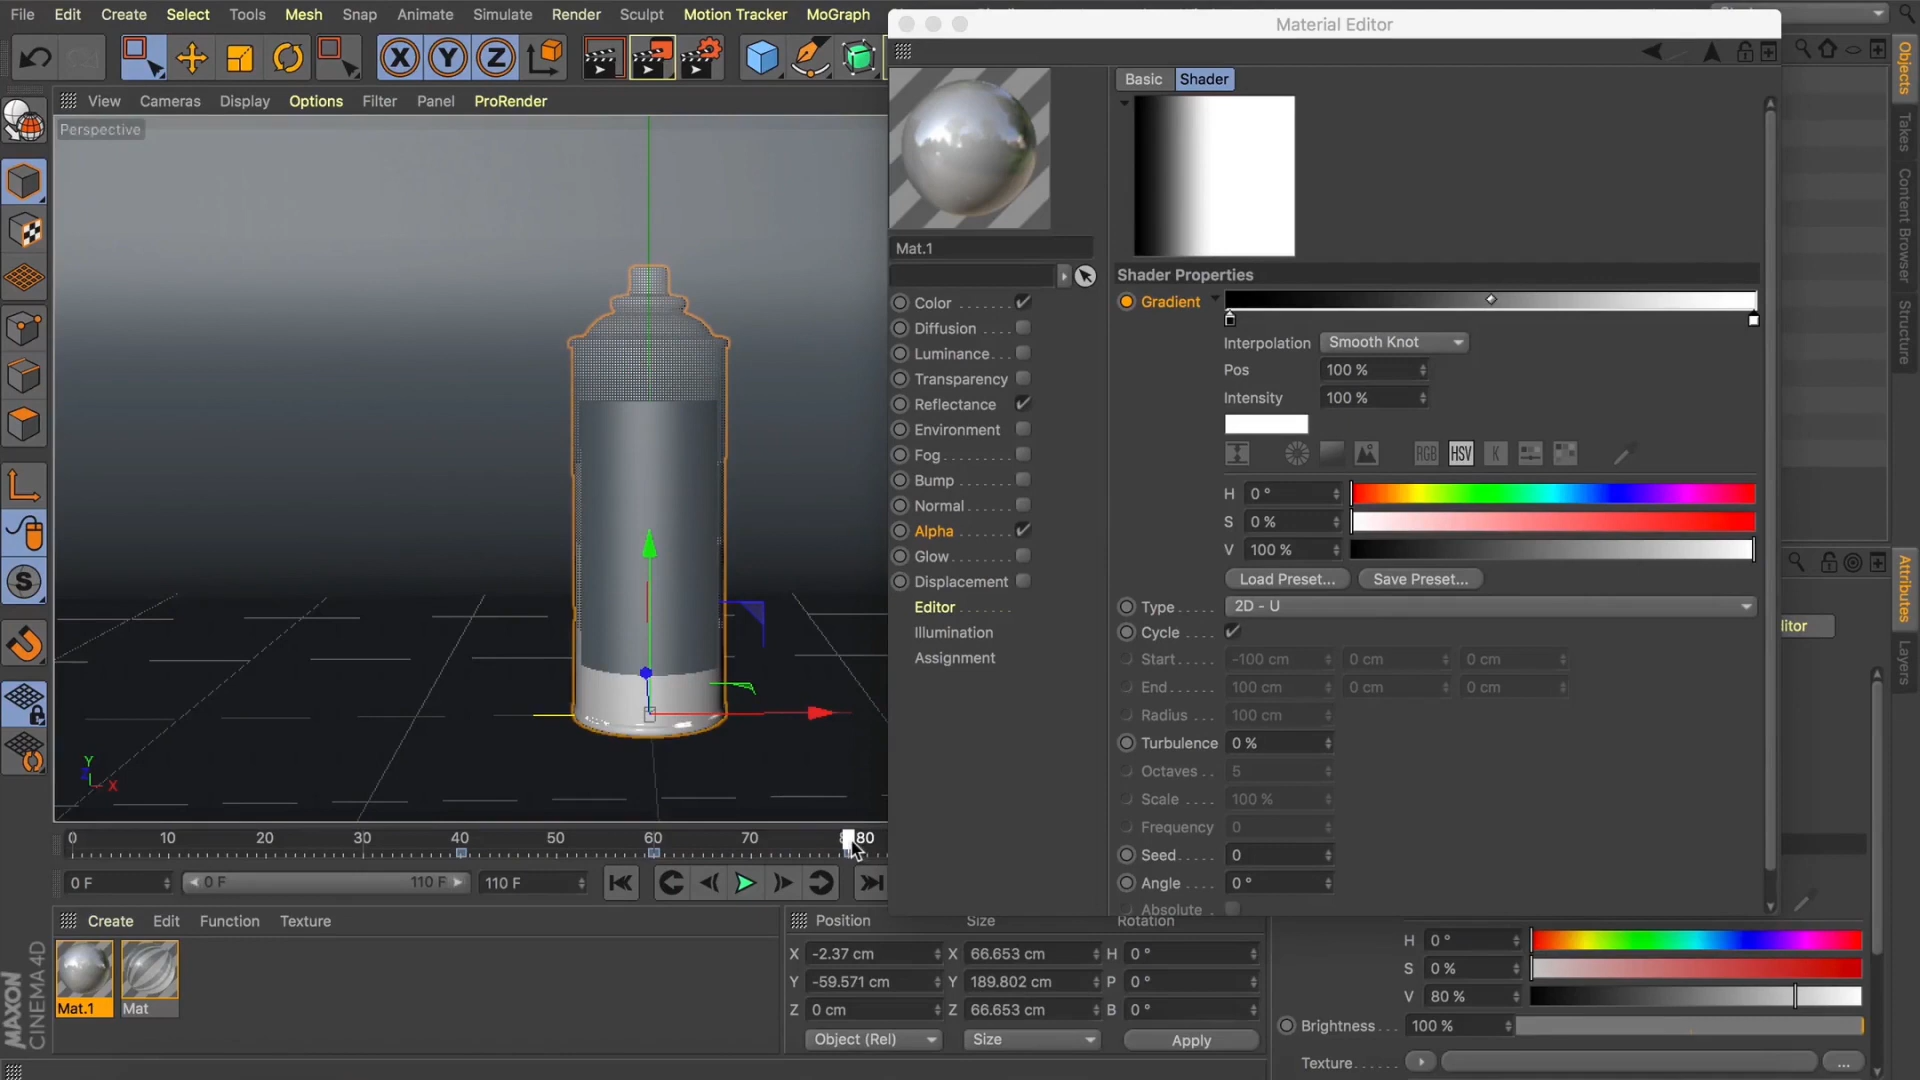 File Edit Create Select Tools Mesh Snap Animate Simulate Render Sculpt Motion Tracker MoGraph
Material Editor
X Y Z
View Cameras Display Options Filter Panel ProRender
Perspective
Basic Shader
Mat.1
Color
Diffusion
Luminance
Transparency
Reflectance
Environment
Fog
Bump
Normal
Alpha
Glow
Displacement
Editor
Illumination
Assignment
Shader Properties
Gradient
Interpolation Smooth Knot
Pos 100 %
Intensity 100 %
RGB HSV K
H 0 °
S 0 %
V 100 %
Load Preset... Save Preset...
Type 2D - U
Cycle
Start -100 cm 0 cm 0 cm
End 100 cm 0 cm 0 cm
Radius 100 cm
Turbulence 0 %
Octaves 5
Scale 100 %
Frequency 0
Seed 0
Angle 0 °
Absolute
Objects
Takes
Content Browser
Structure
Attributes
Layers
itor
S
Y
Z X
0 10 20 30 40 50 60 70 80
0 F 0 F 110 F 110 F
Create Edit Function Texture
Mat.1 Mat
MAXON
CINEMA 4D
Position Size Rotation
X -2.37 cm X 66.653 cm H 0 °
Y -59.571 cm Y 189.802 cm P 0 °
Z 0 cm Z 66.653 cm B 0 °
Object (Rel) Size Apply
H 0 °
S 0 %
V 80 %
Brightness 100 %
Texture ...